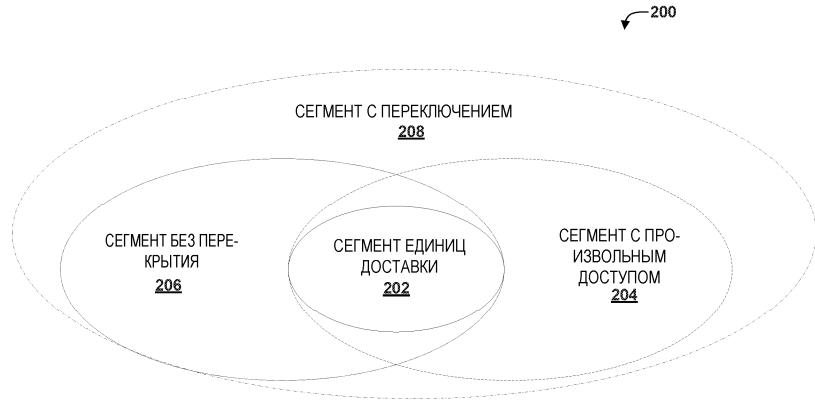 200
СЕГМЕНТ С ПЕРЕКЛЮЧЕНИЕМ
208
СЕГМЕНТ БЕЗ ПЕРЕ-
КРЫТИЯ
206
СЕГМЕНТ ЕДИНИЦ
ДОСТАВКИ
202
СЕГМЕНТ С ПРО-
ИЗВОЛЬНЫМ
ДОСТУПОМ
204